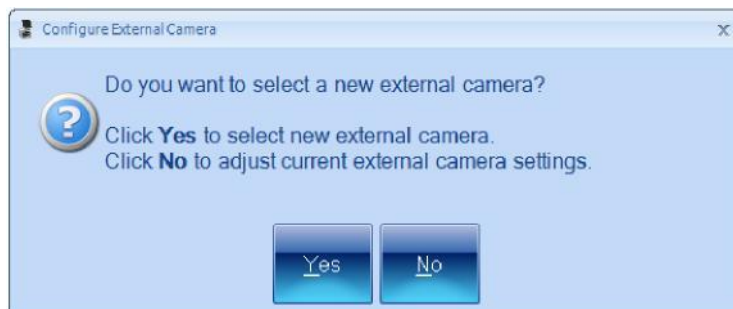 Configure External Camera
x
Do you want to select a new external camera?
Click Yes to select new external camera.
Click No to adjust current external camera settings.
Yes No